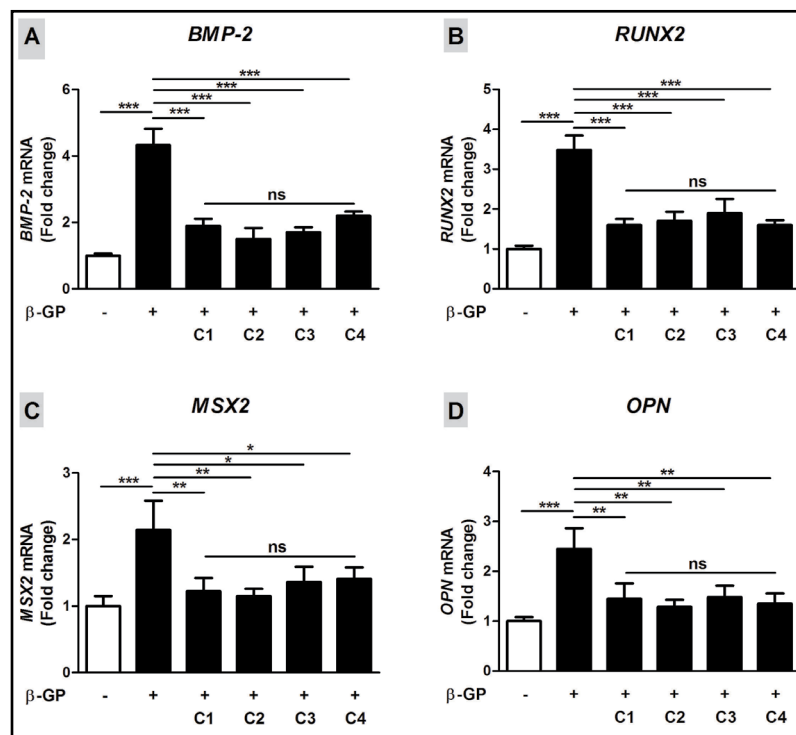 A
BMP-2
***
***
***
***
***
ns
6
4
2
0
BMP-2 mRNA
(Fold change)
β-GP - + + + + +
C1 C2 C3 C4
B
RUNX2
***
***
***
***
***
ns
5
4
3
2
1
0
RUNX2 mRNA
(Fold change)
β-GP - + + + + +
C1 C2 C3 C4
C
MSX2
*
*
**
***
**
ns
3
2
1
0
MSX2 mRNA
(Fold change)
β-GP - + + + + +
C1 C2 C3 C4
D
OPN
**
**
**
***
**
ns
4
3
2
1
0
OPN mRNA
(Fold change)
β-GP - + + + + +
C1 C2 C3 C4